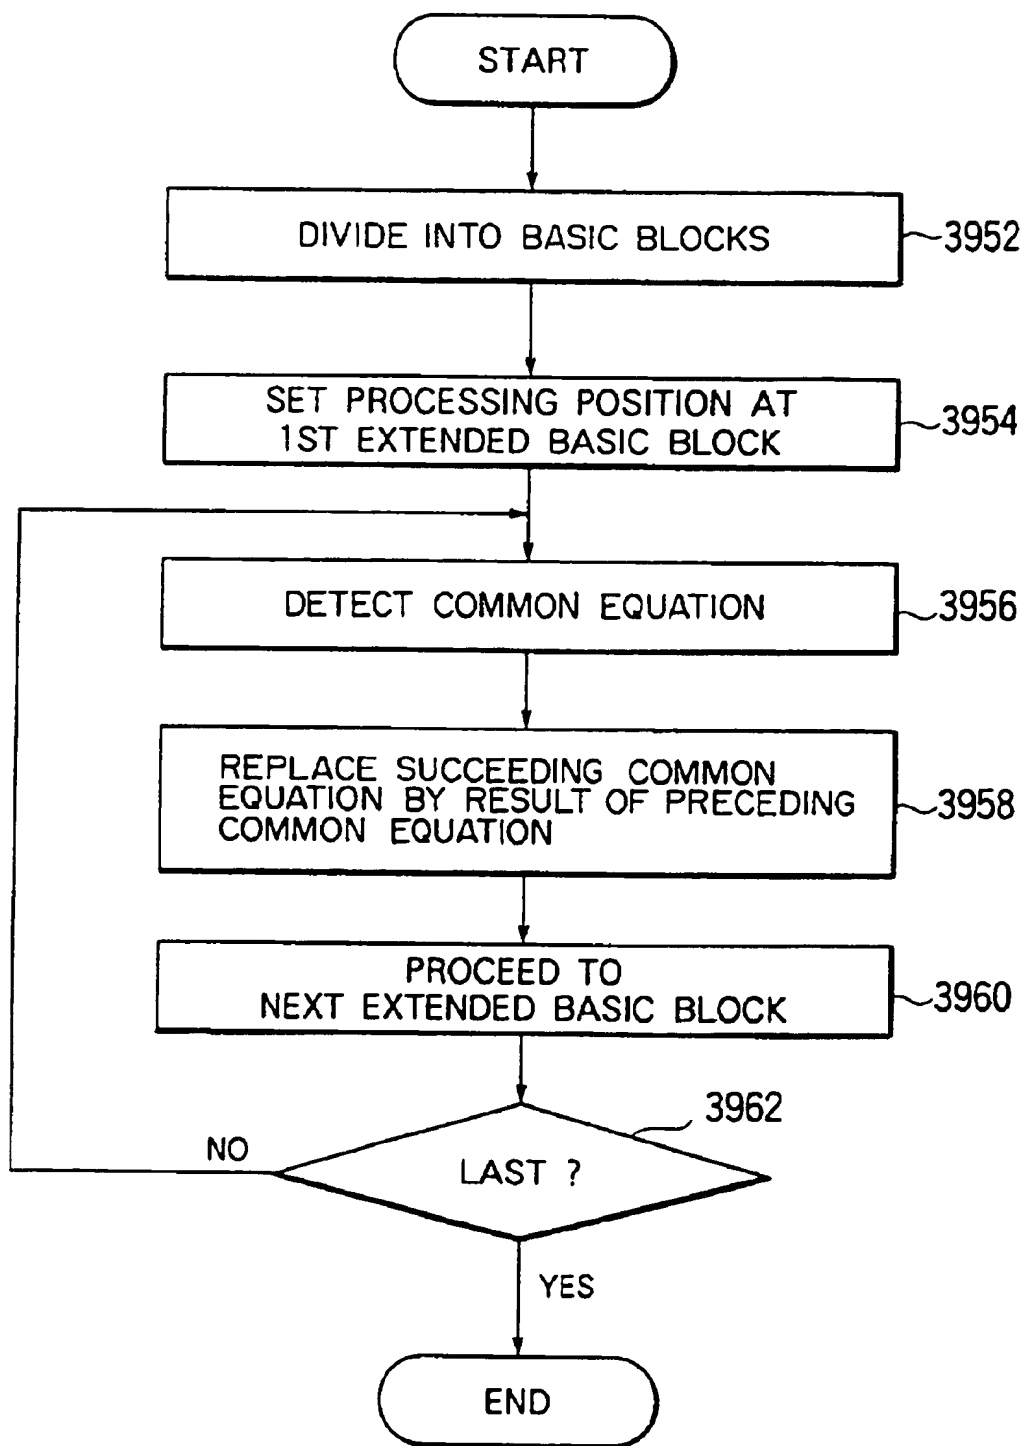 START
DIVIDE INTO BASIC BLOCKS
3952
SET PROCESSING POSITION AT
1ST EXTENDED BASIC BLOCK
3954
DETECT COMMON EQUATION
3956
REPLACE SUCCEEDING COMMON
EQUATION BY RESULT OF PRECEDING
COMMON EQUATION
3958
PROCEED TO
NEXT EXTENDED BASIC BLOCK
3960
3962
NO
LAST ?
YES
END